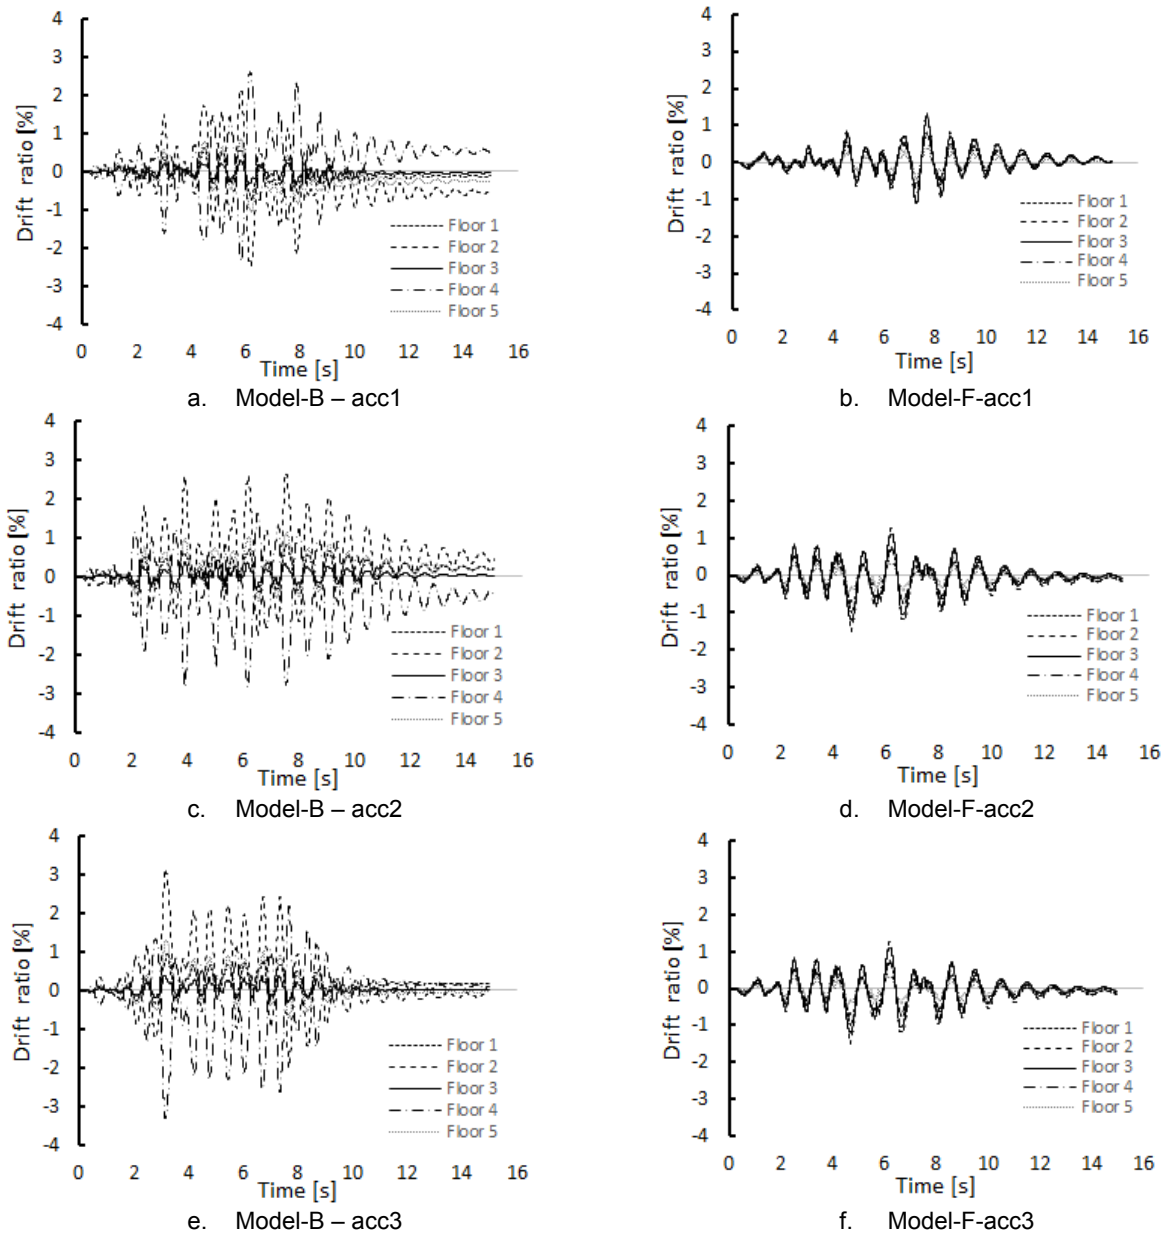 4
3
2
1
0
-1
-2
-3
-4
Drift ratio [%]
Floor 1
Floor 2
Floor 3
Floor 4
Floor 5
0 2 4 6 8 10 12 14 16
Time [s]
a. Model-B – acc1
4
3
2
1
0
-1
-2
-3
-4
Drift ratio [%]
Floor 1
Floor 2
Floor 3
Floor 4
Floor 5
0 2 4 6 8 10 12 14 16
Time [s]
b. Model-F-acc1
4
3
2
1
0
-1
-2
-3
-4
Drift ratio [%]
Floor 1
Floor 2
Floor 3
Floor 4
Floor 5
0 2 4 6 8 10 12 14 16
Time [s]
c. Model-B – acc2
4
3
2
1
0
-1
-2
-3
-4
Drift ratio [%]
Floor 1
Floor 2
Floor 3
Floor 4
Floor 5
0 2 4 6 8 10 12 14 16
Time [s]
d. Model-F-acc2
4
3
2
1
0
-1
-2
-3
-4
Drift ratio [%]
Floor 1
Floor 2
Floor 3
Floor 4
Floor 5
0 2 4 6 8 10 12 14 16
Time [s]
e. Model-B – acc3
4
3
2
1
0
-1
-2
-3
-4
Drift ratio [%]
Floor 1
Floor 2
Floor 3
Floor 4
Floor 5
0 2 4 6 8 10 12 14 16
Time [s]
f. Model-F-acc3